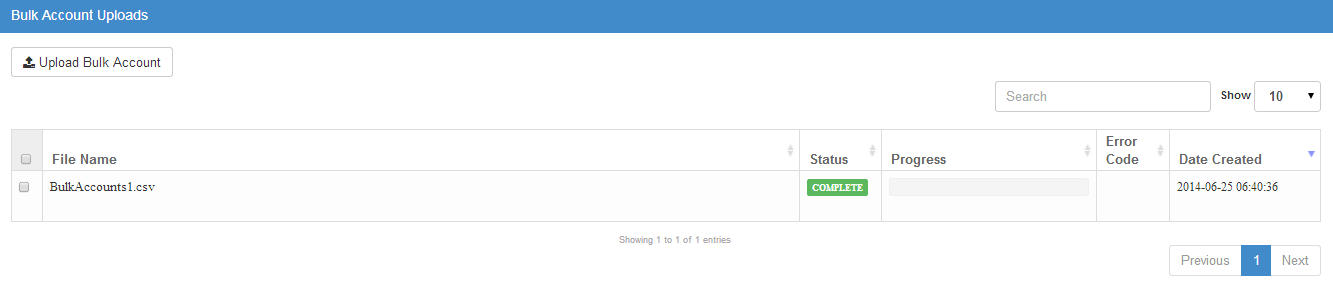 Bulk Account Uploads
Upload Bulk Account
Search Show 10
File Name Status Progress Error Code Date Created
BulkAccounts1.csv COMPLETE 2014-06-25 06:40:36
Showing 1 to 1 of 1 entries
Previous 1 Next